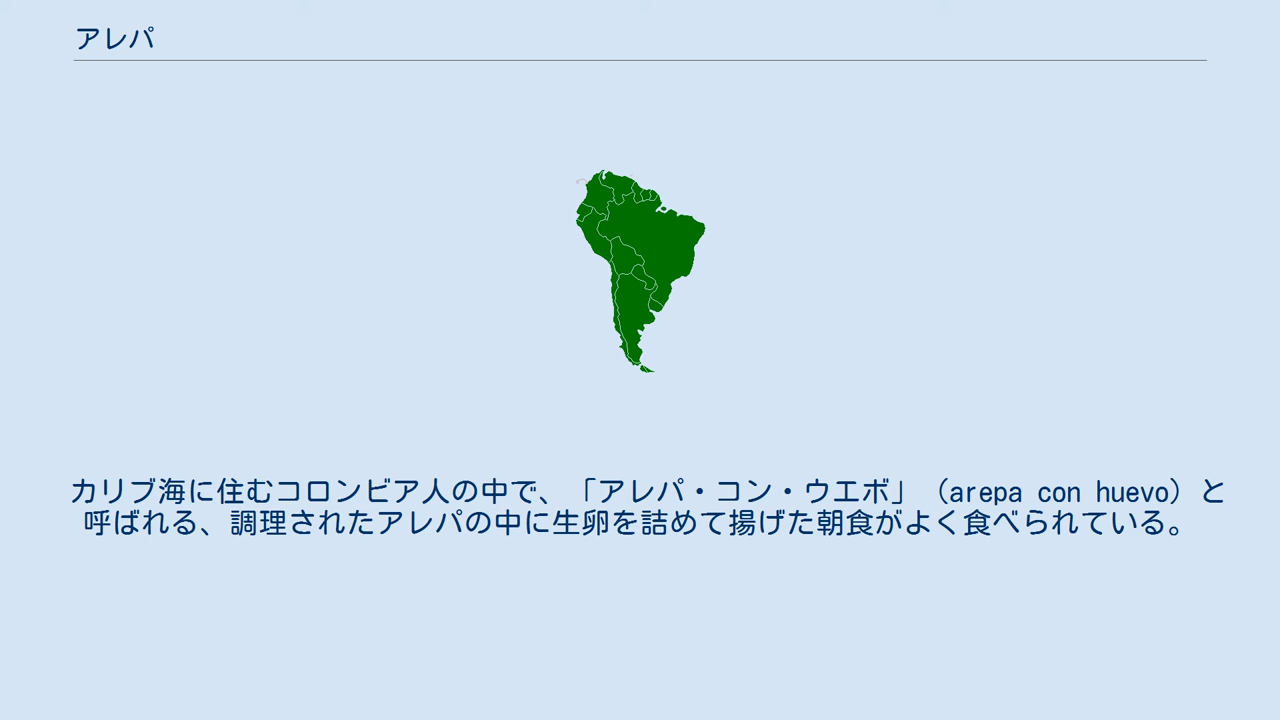 アレパ
カリブ海に住むコロンビア人の中で、「アレパ・コン・ウエボ」（arepa con huevo）と
呼ばれる、調理されたアレパの中に生卵を詰めて揚げた朝食がよく食べられている。